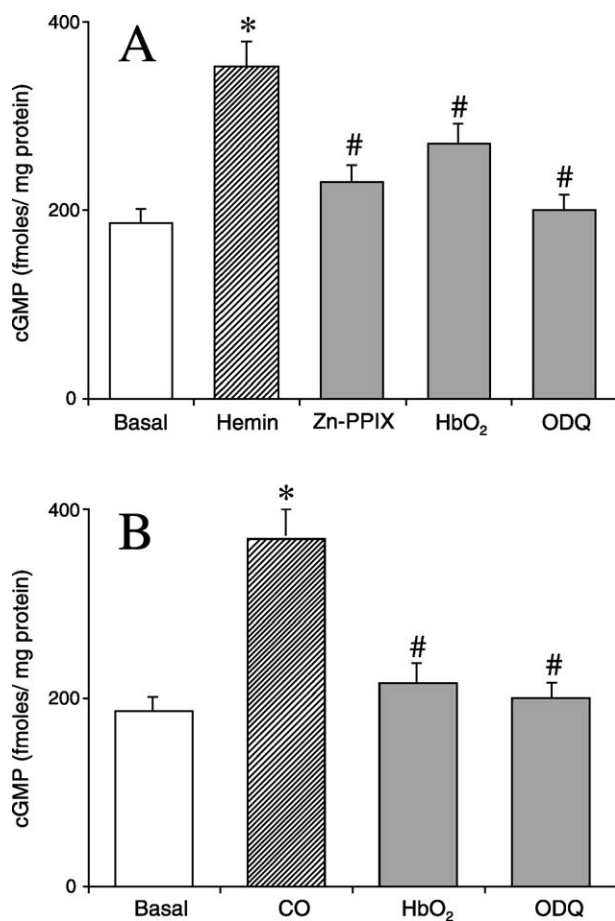 A
cGMP (fmoles/ mg protein)
400
200
0
*
#
#
#
Basal Hemin Zn-PPIX HbO₂ ODQ
B
cGMP (fmoles/ mg protein)
400
200
0
*
#
#
Basal CO HbO₂ ODQ